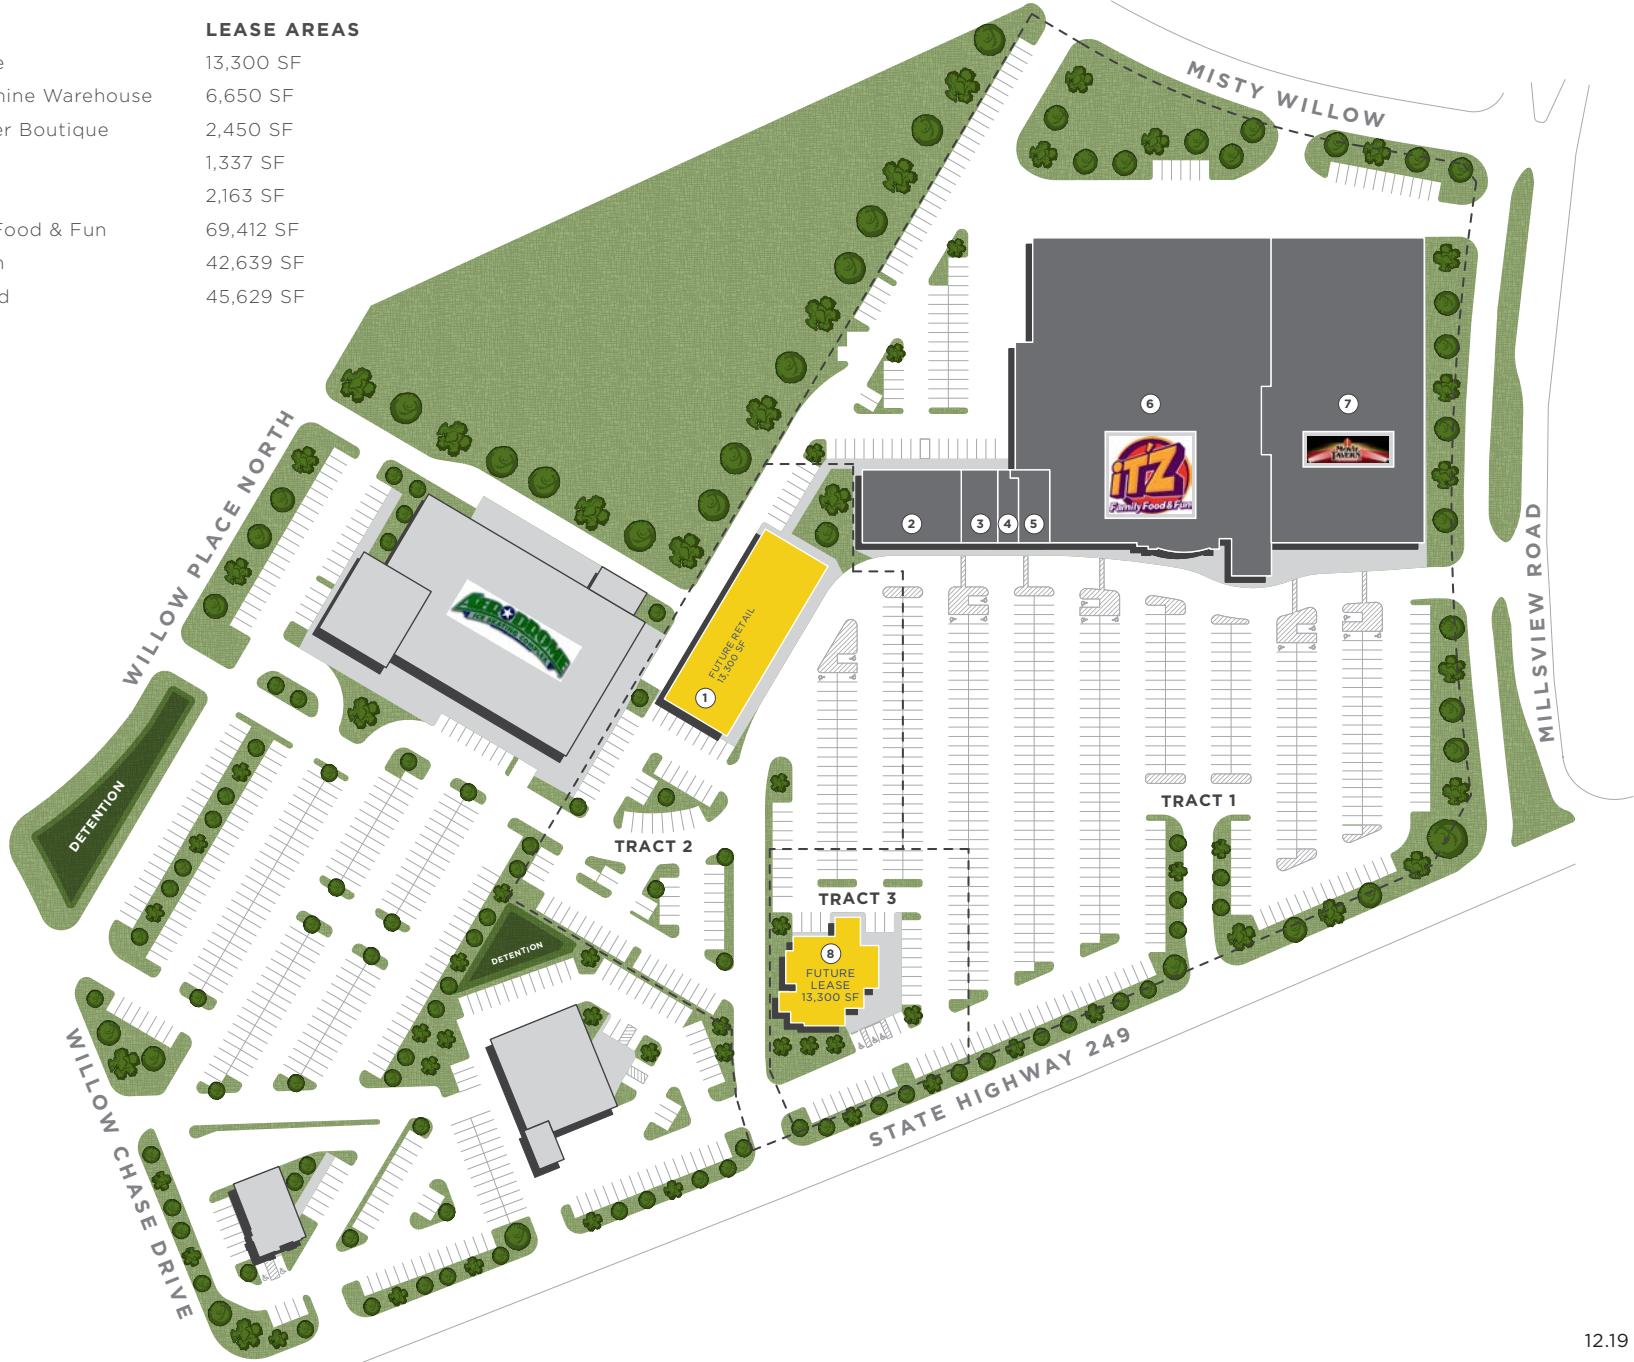 LEASE AREAS
e 13,300 SF
hine Warehouse 6,650 SF
er Boutique 2,450 SF
1,337 SF
2,163 SF
Food & Fun 69,412 SF
n 42,639 SF
d 45,629 SF
MISTY WILLOW
WILLOW PLACE NORTH
MILLSVIEW ROAD
6
7
iT'Z
Family Food & Fun
MOVIE
TAVERN
2
3
4
5
AERODROME
FUTURE RETAIL
13,300 SF
1
DETENTION
TRACT 1
TRACT 2
TRACT 3
8
FUTURE
LEASE
13,300 SF
DETENTION
WILLOW CHASE DRIVE
STATE HIGHWAY 249
12.19